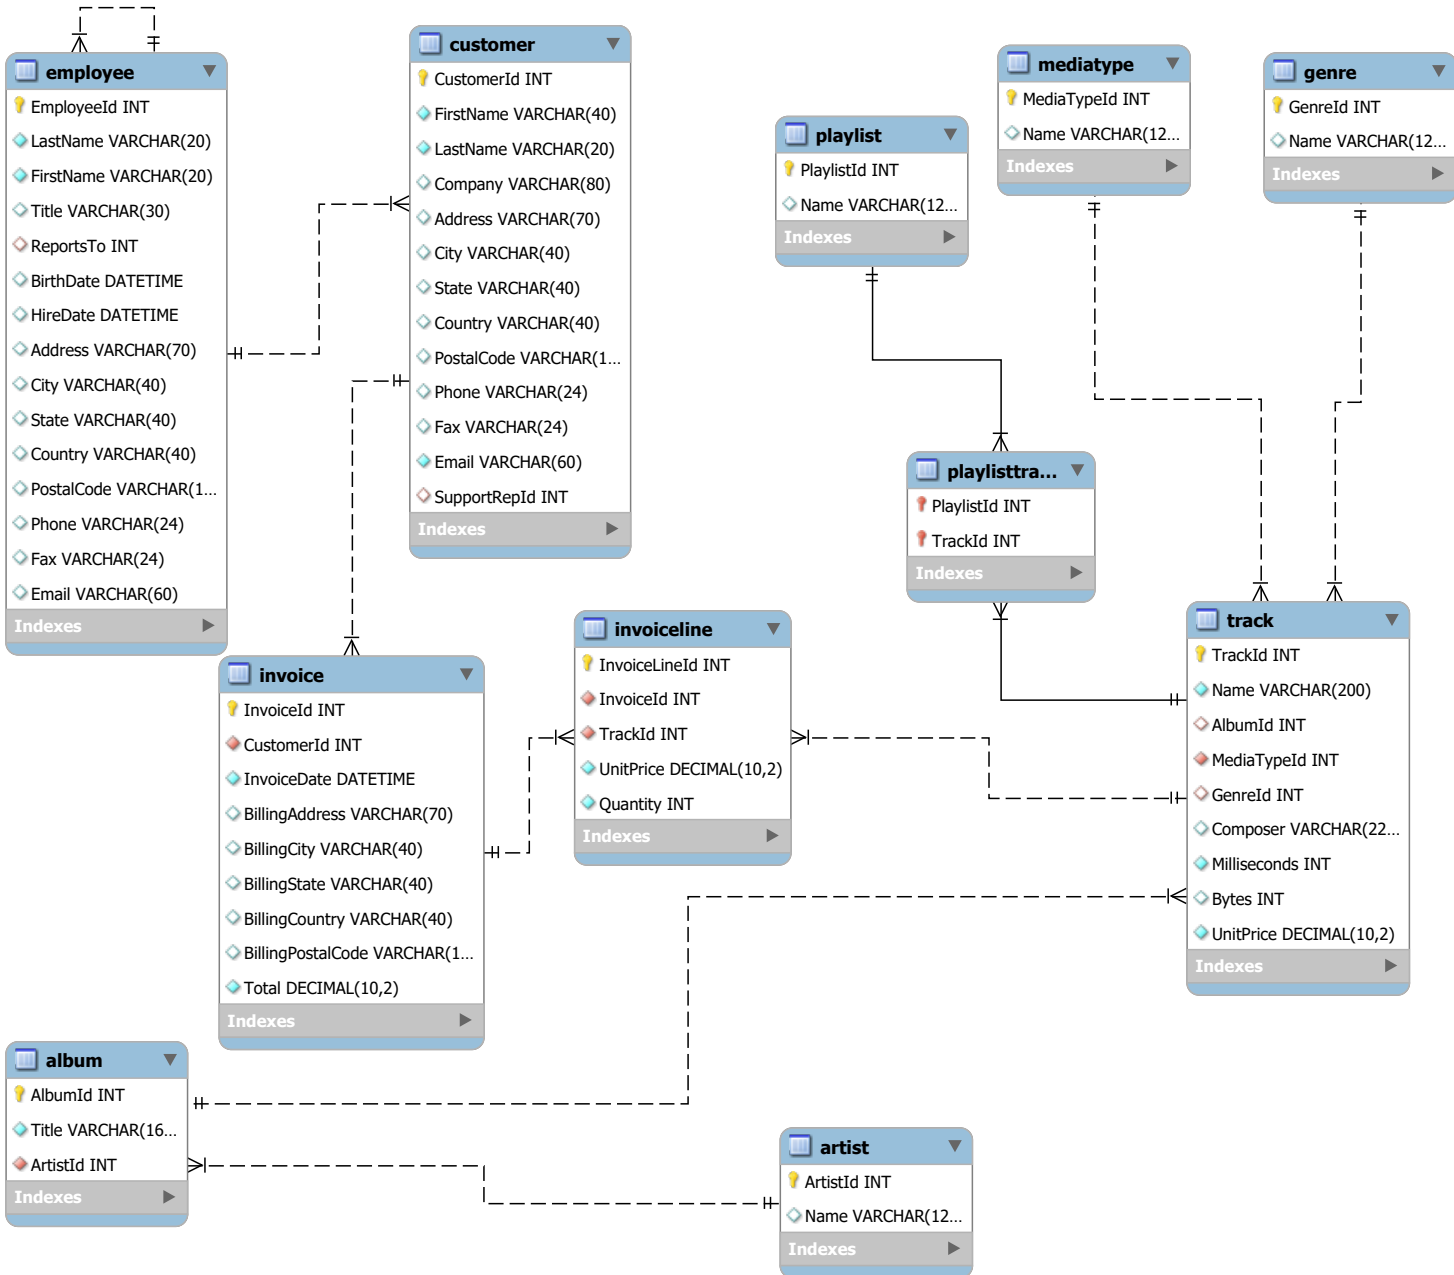 employee
EmployeeId INT
LastName VARCHAR(20)
FirstName VARCHAR(20)
Title VARCHAR(30)
ReportsTo INT
BirthDate DATETIME
HireDate DATETIME
Address VARCHAR(70)
City VARCHAR(40)
State VARCHAR(40)
Country VARCHAR(40)
PostalCode VARCHAR(1...
Phone VARCHAR(24)
Fax VARCHAR(24)
Email VARCHAR(60)
Indexes
customer
CustomerId INT
FirstName VARCHAR(40)
LastName VARCHAR(20)
Company VARCHAR(80)
Address VARCHAR(70)
City VARCHAR(40)
State VARCHAR(40)
Country VARCHAR(40)
PostalCode VARCHAR(1...
Phone VARCHAR(24)
Fax VARCHAR(24)
Email VARCHAR(60)
SupportRepId INT
Indexes
playlist
PlaylistId INT
Name VARCHAR(12...
Indexes
mediatype
MediaTypeId INT
Name VARCHAR(12...
Indexes
genre
GenreId INT
Name VARCHAR(12...
Indexes
playlisttra...
PlaylistId INT
TrackId INT
Indexes
invoice
InvoiceId INT
CustomerId INT
InvoiceDate DATETIME
BillingAddress VARCHAR(70)
BillingCity VARCHAR(40)
BillingState VARCHAR(40)
BillingCountry VARCHAR(40)
BillingPostalCode VARCHAR(1...
Total DECIMAL(10,2)
Indexes
invoiceline
InvoiceLineId INT
InvoiceId INT
TrackId INT
UnitPrice DECIMAL(10,2)
Quantity INT
Indexes
track
TrackId INT
Name VARCHAR(200)
AlbumId INT
MediaTypeId INT
GenreId INT
Composer VARCHAR(22...
Milliseconds INT
Bytes INT
UnitPrice DECIMAL(10,2)
Indexes
album
AlbumId INT
Title VARCHAR(16...
ArtistId INT
Indexes
artist
ArtistId INT
Name VARCHAR(12...
Indexes